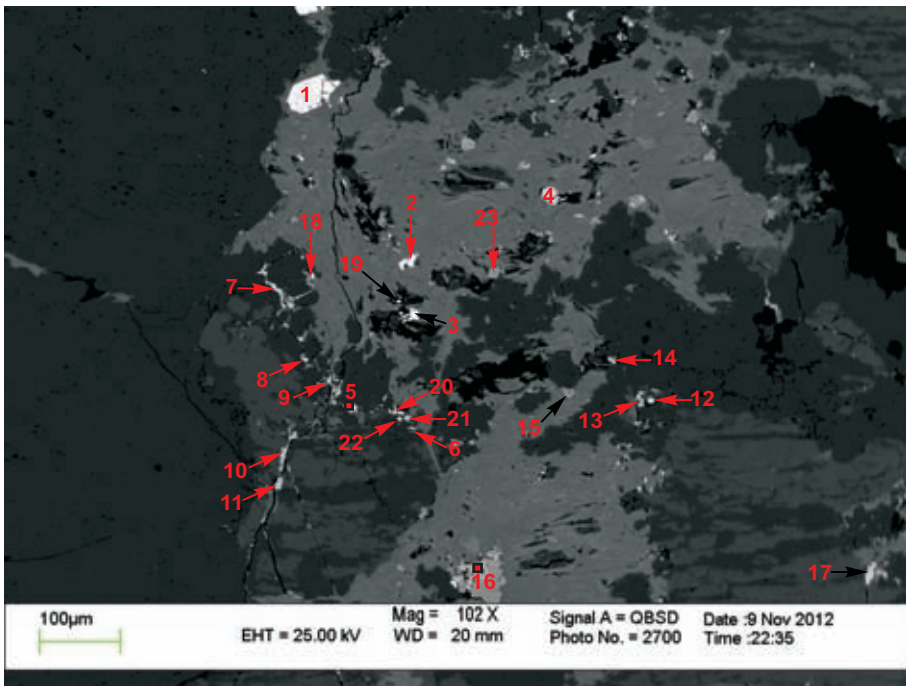 1
4
2
23
18
19
7
3
14
8
9
5
20
12
13
15
21
22
6
10
11
17
16
100µm
EHT = 25.00 kV
Mag = 102 X
WD = 20 mm
Signal A = QBSD
Photo No. = 2700
Date :9 Nov 2012
Time :22:35